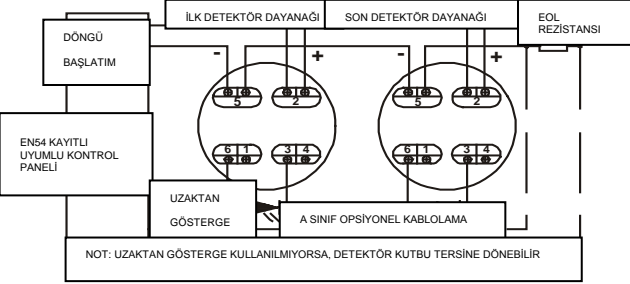 İLK DETEKTÖR DAYANAĞI
SON DETEKTÖR DAYANAĞI
EOL
REZİSTANSI
DÖNGÜ
BAŞLATIM
- + - +
5 2 5 2
6 1 3 4 6 1 3 4
EN54 KAYITLI
UYUMLU KONTROL
PANELİ
UZAKTAN
GÖSTERGE
A SINIF OPSİYONEL KABLOLAMA
NOT: UZAKTAN GÖSTERGE KULLANILMIYORSA, DETEKTÖR KUTBU TERSİNE DÖNEBİLİR